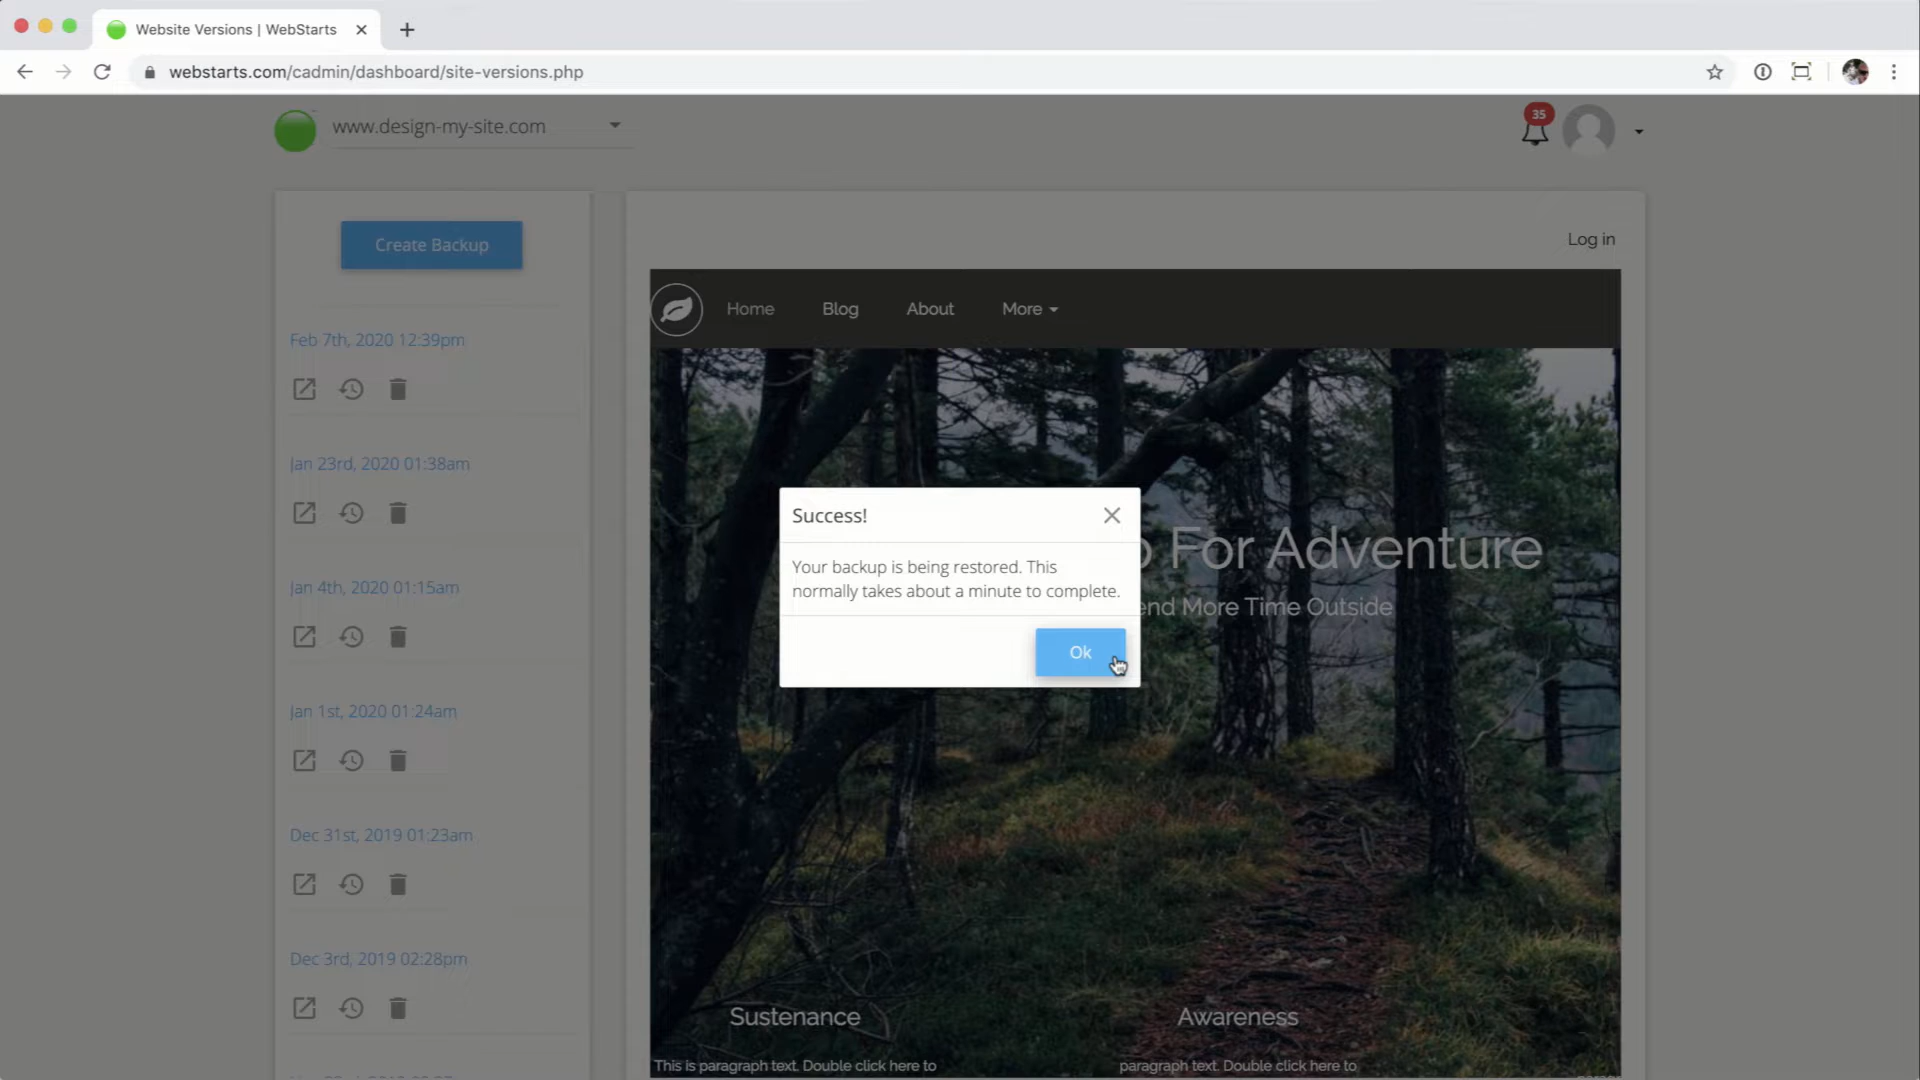 Website Versions | WebStarts
webstarts.com/cadmin/dashboard/site-versions.php
www.design-my-site.com
35
Create Backup
Log in
Home
Blog
About
More
Feb 7th, 2020 12:39pm
Jan 23rd, 2020 01:38am
Jan 4th, 2020 01:15am
Jan 1st, 2020 01:24am
Dec 31st, 2019 01:23am
Dec 3rd, 2019 02:28pm
For Adventure
More Time Outside
Success!
Your backup is being restored. This
normally takes about a minute to complete.
Ok
Sustenance
This is paragraph text. Double click here to
Awareness
paragraph text. Double click here to